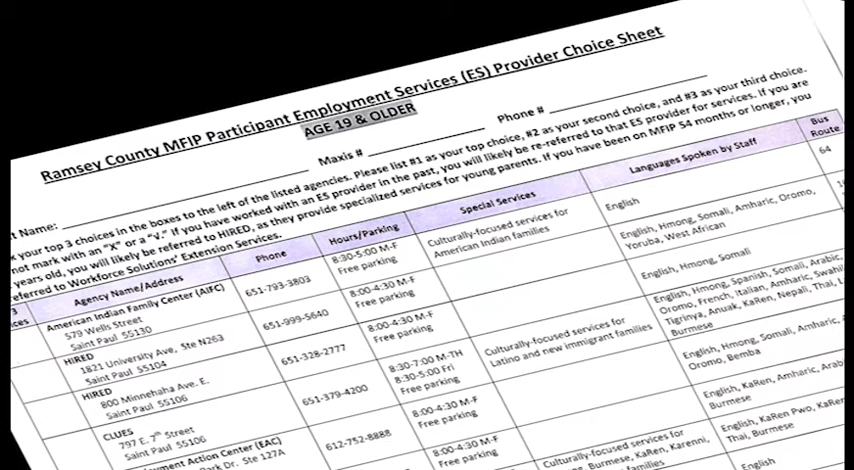 Ramsey County MFIP Participant Employment Services (ES) Provider Choice Sheet
AGE 19 & OLDER
Name: Maxis # Phone #
your top 3 choices in the boxes to the left of the listed agencies. Please list #1 as your top choice, #2 as your second choice, and #3 as your third choice.
not mark with an "X" or a "√." If you have worked with an ES provider in the past, you will likely be re-referred to that ES provider for services. If you are
years old, you will likely be referred to HIRED, as they provide specialized services for young parents. If you have been on MFIP 54 months or longer, you
referred to Workforce Solutions' Extension Services.
3
Agency Name/Address
Phone
Hours/Parking
Special Services
Languages Spoken by Staff
Bus
Route
American Indian Family Center (AIFC)
579 Wells Street
Saint Paul 55130
651-793-3803
8:30-5:00 M-F
Free parking
Culturally-focused services for
American Indian families
English
64
HIRED
1821 University Ave, Ste N263
Saint Paul 55104
651-999-5640
8:00-4:30 M-F
Free parking
English, Hmong, Somali, Amharic, Oromo,
Yoruba, West African
HIRED
800 Minnehaha Ave. E.
Saint Paul 55106
651-328-2777
8:00-4:30 M-F
Free parking
English, Hmong, Somali
CLUES
797 E. 7th Street
Saint Paul 55106
651-379-4200
8:30-7:00 M-TH
8:30-5:00 Fri
Free parking
Culturally-focused services for
Latino and new immigrant families
English, Hmong, Spanish, Somali, Arabic,
Oromo, French, Italian, Amharic,
Tigrinya, Anuak, KaRen, Nepali, Thai,
Burmese
Action Center (EAC)
Park Dr. Ste 127A
612-752-8888
8:00-4:30 M-F
Free parking
English, Hmong, Somali, Amharic,
Oromo, Bemba
8:00-4:30 M-F
Free parking
English, KaRen, Amharic,
Burmese
Culturally-focused services for
Burmese, KaRen, Karenni,
families
English, KaRen Pwo,
Thai, Burmese
English